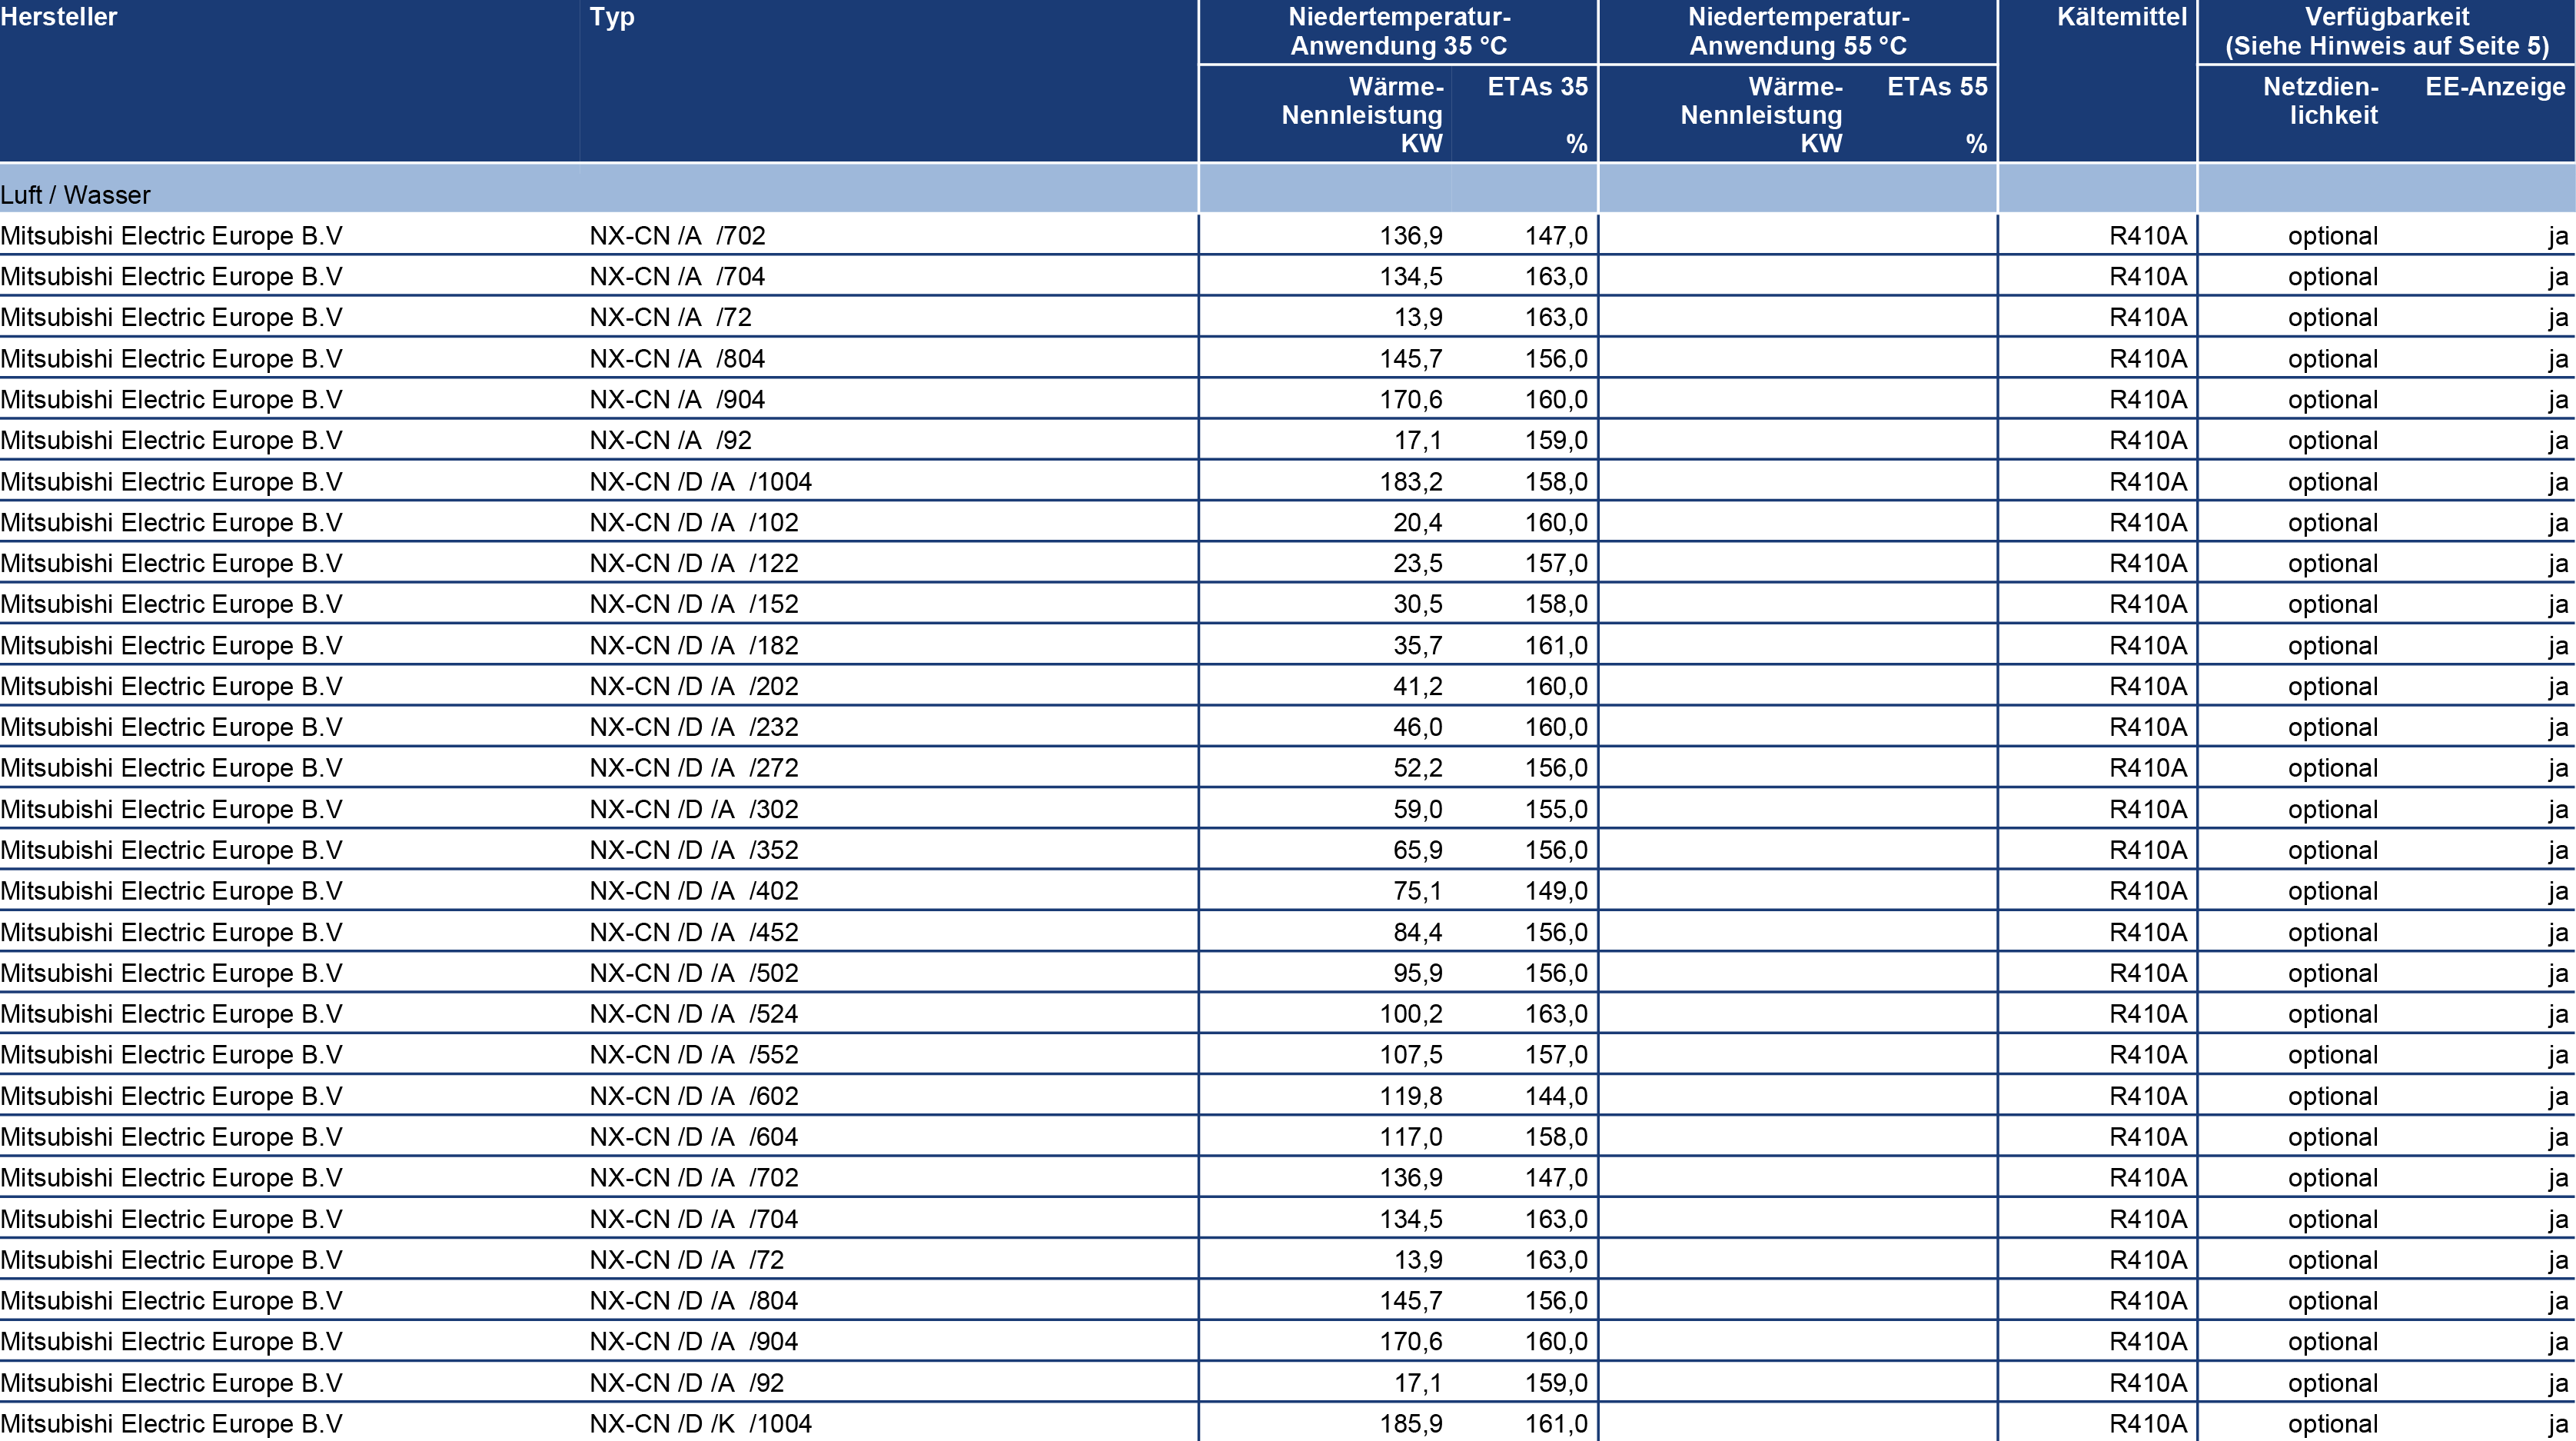 Hersteller Typ Niedertemperatur- Niedertemperatur- Kältemittel Verfügbarkeit
Anwendung 35 °C Anwendung 55 °C (Siehe Hinweis auf Seite 5)
Wärme- ETAs 35 Wärme- ETAs 55 Netzdien- EE-Anzeige
Nennleistung Nennleistung lichkeit
KW % KW %
Luft / Wasser
Mitsubishi Electric Europe B.V NX-CN /A /702 136,9 147,0 R410A optional ja
Mitsubishi Electric Europe B.V NX-CN /A /704 134,5 163,0 R410A optional ja
Mitsubishi Electric Europe B.V NX-CN /A /72 13,9 163,0 R410A optional ja
Mitsubishi Electric Europe B.V NX-CN /A /804 145,7 156,0 R410A optional ja
Mitsubishi Electric Europe B.V NX-CN /A /904 170,6 160,0 R410A optional ja
Mitsubishi Electric Europe B.V NX-CN /A /92 17,1 159,0 R410A optional ja
Mitsubishi Electric Europe B.V NX-CN /D /A /1004 183,2 158,0 R410A optional ja
Mitsubishi Electric Europe B.V NX-CN /D /A /102 20,4 160,0 R410A optional ja
Mitsubishi Electric Europe B.V NX-CN /D /A /122 23,5 157,0 R410A optional ja
Mitsubishi Electric Europe B.V NX-CN /D /A /152 30,5 158,0 R410A optional ja
Mitsubishi Electric Europe B.V NX-CN /D /A /182 35,7 161,0 R410A optional ja
Mitsubishi Electric Europe B.V NX-CN /D /A /202 41,2 160,0 R410A optional ja
Mitsubishi Electric Europe B.V NX-CN /D /A /232 46,0 160,0 R410A optional ja
Mitsubishi Electric Europe B.V NX-CN /D /A /272 52,2 156,0 R410A optional ja
Mitsubishi Electric Europe B.V NX-CN /D /A /302 59,0 155,0 R410A optional ja
Mitsubishi Electric Europe B.V NX-CN /D /A /352 65,9 156,0 R410A optional ja
Mitsubishi Electric Europe B.V NX-CN /D /A /402 75,1 149,0 R410A optional ja
Mitsubishi Electric Europe B.V NX-CN /D /A /452 84,4 156,0 R410A optional ja
Mitsubishi Electric Europe B.V NX-CN /D /A /502 95,9 156,0 R410A optional ja
Mitsubishi Electric Europe B.V NX-CN /D /A /524 100,2 163,0 R410A optional ja
Mitsubishi Electric Europe B.V NX-CN /D /A /552 107,5 157,0 R410A optional ja
Mitsubishi Electric Europe B.V NX-CN /D /A /602 119,8 144,0 R410A optional ja
Mitsubishi Electric Europe B.V NX-CN /D /A /604 117,0 158,0 R410A optional ja
Mitsubishi Electric Europe B.V NX-CN /D /A /702 136,9 147,0 R410A optional ja
Mitsubishi Electric Europe B.V NX-CN /D /A /704 134,5 163,0 R410A optional ja
Mitsubishi Electric Europe B.V NX-CN /D /A /72 13,9 163,0 R410A optional ja
Mitsubishi Electric Europe B.V NX-CN /D /A /804 145,7 156,0 R410A optional ja
Mitsubishi Electric Europe B.V NX-CN /D /A /904 170,6 160,0 R410A optional ja
Mitsubishi Electric Europe B.V NX-CN /D /A /92 17,1 159,0 R410A optional ja
Mitsubishi Electric Europe B.V NX-CN /D /K /1004 185,9 161,0 R410A optional ja